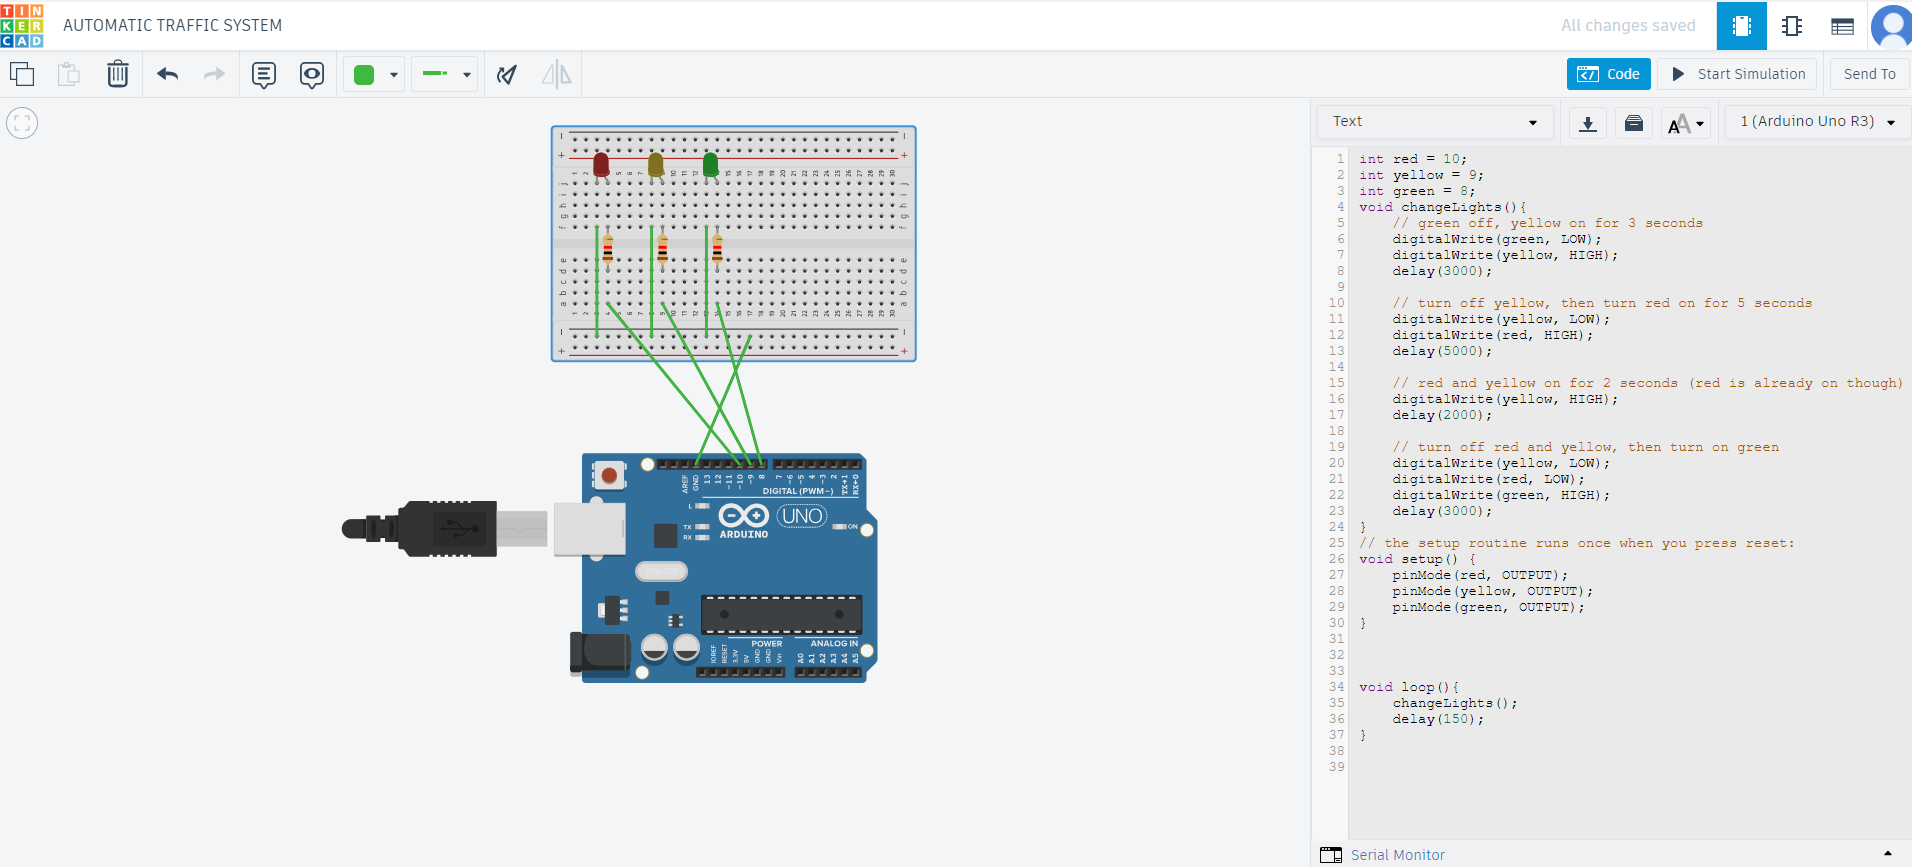 TIN
KER
CAD
AUTOMATIC TRAFFIC SYSTEM
All changes saved
Code
Start Simulation
Send To
Text
1 (Arduino Uno R3)
1 int red = 10;
2 int yellow = 9;
3 int green = 8;
4 void changeLights(){
5 // green off, yellow on for 3 seconds
6 digitalWrite(green, LOW);
7 digitalWrite(yellow, HIGH);
8 delay(3000);
9
10 // turn off yellow, then turn red on for 5 seconds
11 digitalWrite(yellow, LOW);
12 digitalWrite(red, HIGH);
13 delay(5000);
14
15 // red and yellow on for 2 seconds (red is already on though)
16 digitalWrite(yellow, HIGH);
17 delay(2000);
18
19 // turn off red and yellow, then turn on green
20 digitalWrite(yellow, LOW);
21 digitalWrite(red, LOW);
22 digitalWrite(green, HIGH);
23 delay(3000);
24 }
25 // the setup routine runs once when you press reset:
26 void setup() {
27 pinMode(red, OUTPUT);
28 pinMode(yellow, OUTPUT);
29 pinMode(green, OUTPUT);
30 }
31
32
33
34 void loop(){
35 changeLights();
36 delay(150);
37 }
38
39
Serial Monitor
AREF
GND
13
12
~11
~10
~9
8
7
~6
~5
4
~3
2
TX→1
RX←0
DIGITAL (PWM~)
L
TX
RX
ARDUINO
UNO
ON
POWER
ANALOG IN
IOREF
RESET
3.3V
5V
GND
GND
Vin
A0
A1
A2
A3
A4
A5